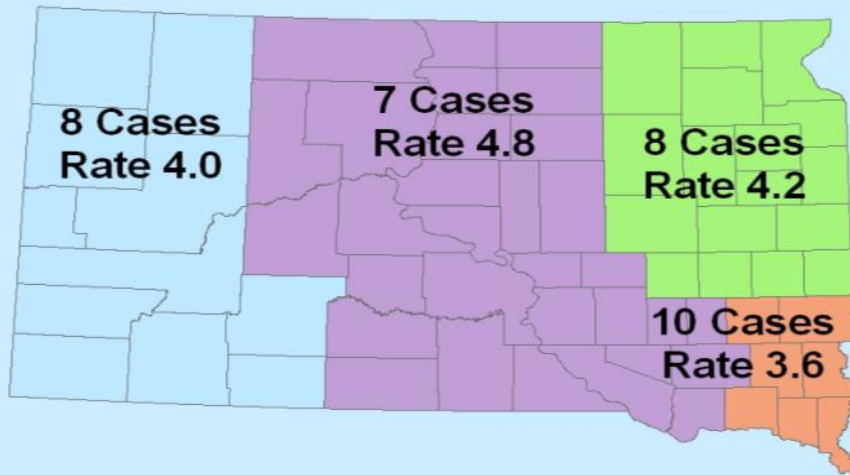 8 Cases
Rate 4.0
7 Cases
Rate 4.8
8 Cases
Rate 4.2
10 Cases
Rate 3.6